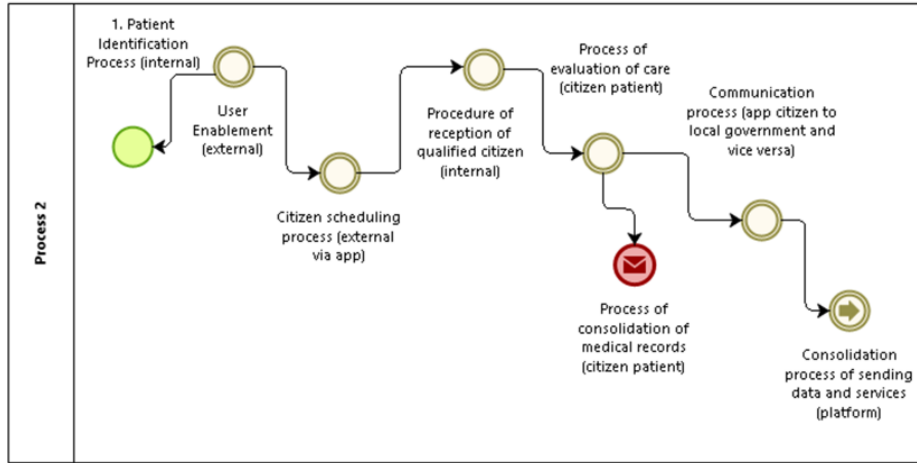 Process 2
1. Patient
Identification
Process (internal)
User
Enablement
(external)
Citizen scheduling
process (external
via app)
Procedure of
reception of
qualified citizen
(internal)
Process of
evaluation of care
(citizen patient)
Process of
consolidation of
medical records
(citizen patient)
Communication
process (app citizen to
local government and
vice versa)
Consolidation
process of sending
data and services
(platform)